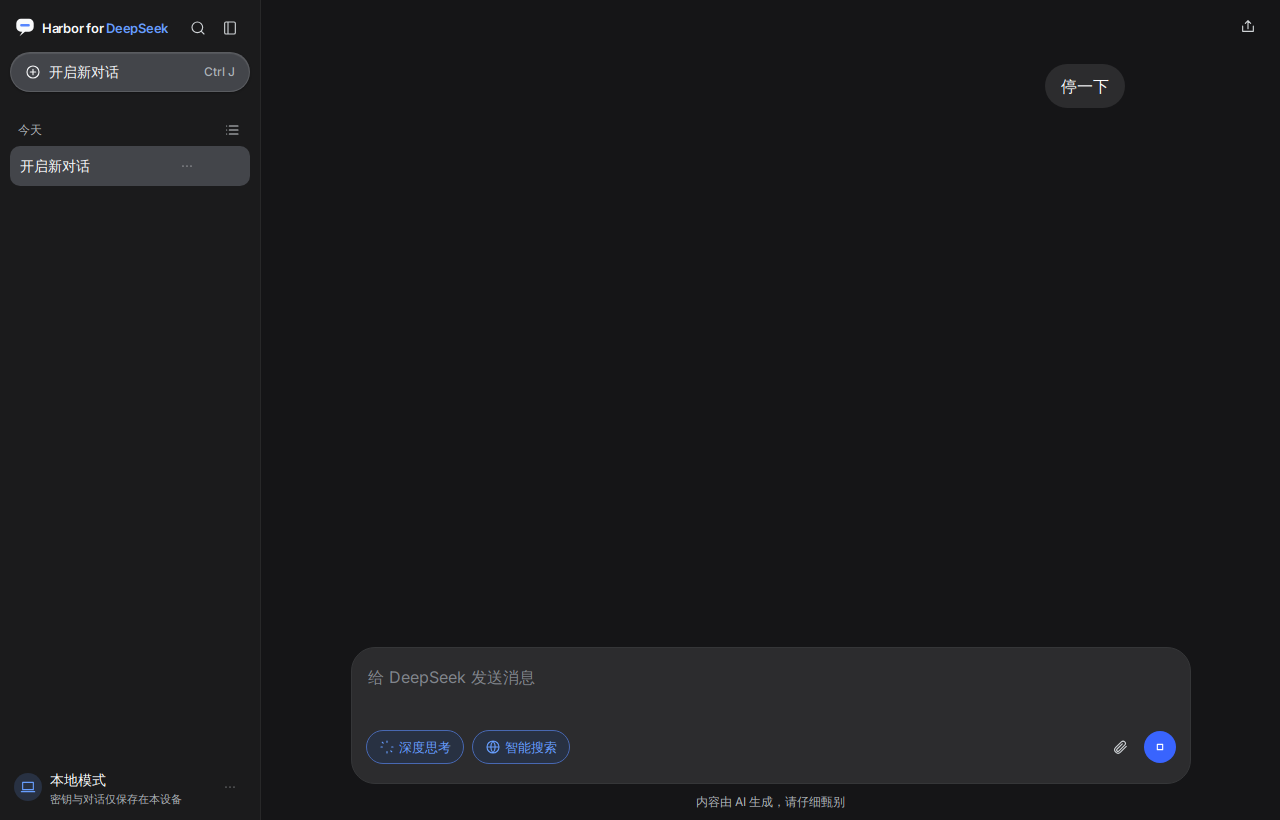 Harbor for DeepSeek
开启新对话 Ctrl J
今天
开启新对话
停一下
给 DeepSeek 发送消息
深度思考 智能搜索
本地模式
密钥与对话仅保存在本设备
内容由 AI 生成，请仔细甄别